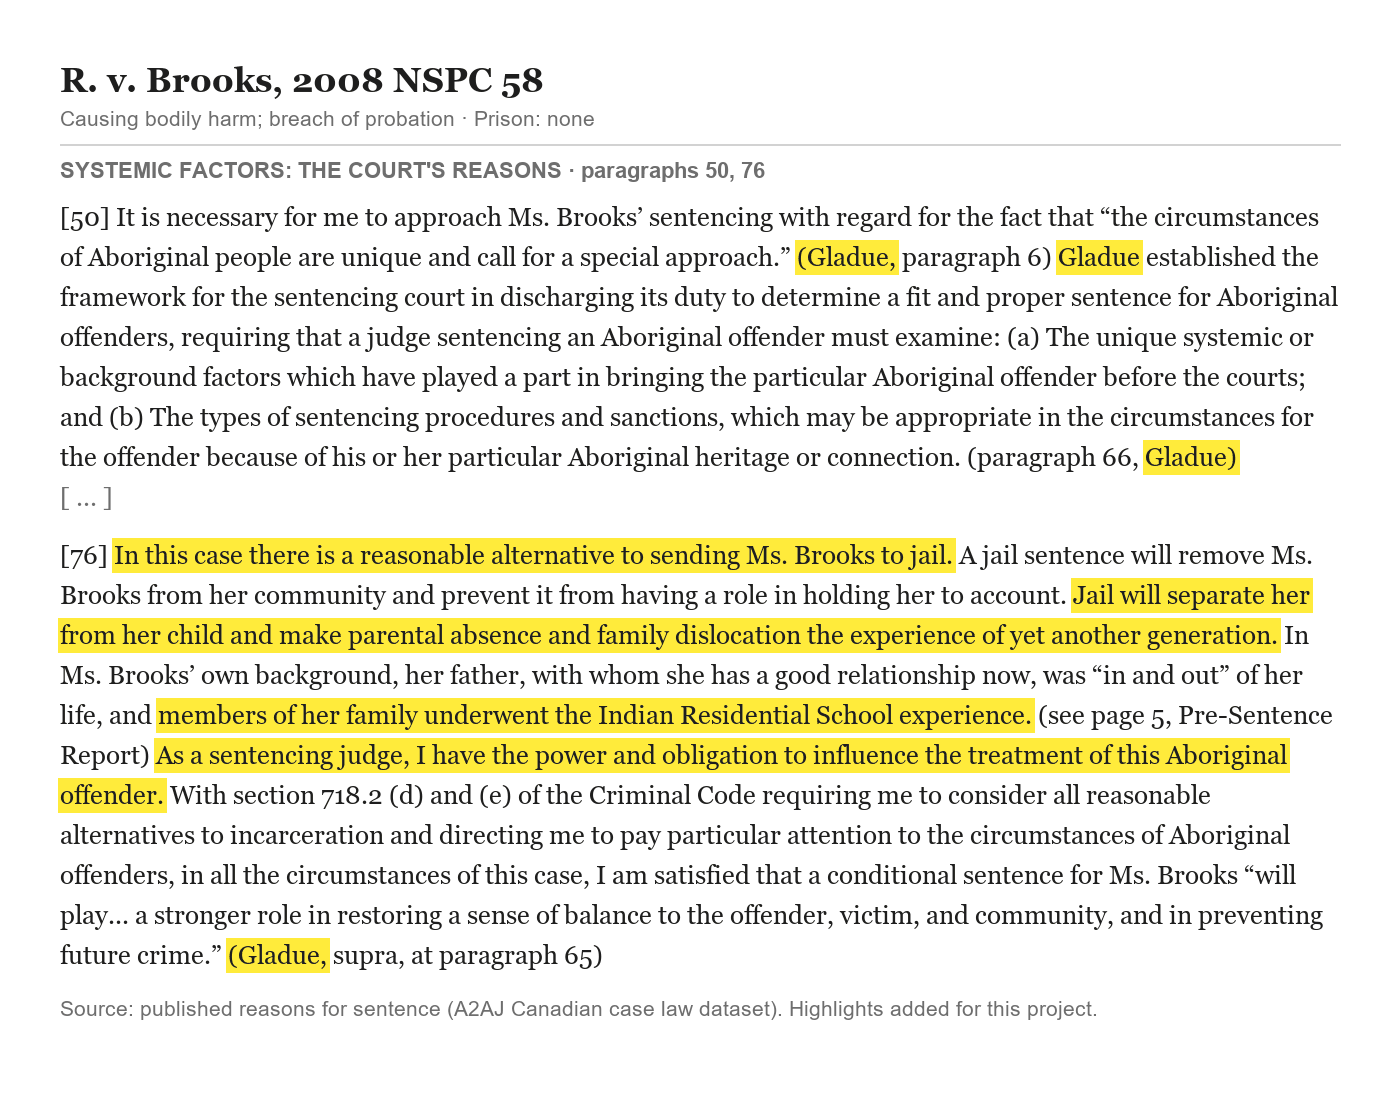 R. v. Brooks, 2008 NSPC 58
Causing bodily harm; breach of probation · Prison: none
SYSTEMIC FACTORS: THE COURT'S REASONS · paragraphs 50, 76
[50] It is necessary for me to approach Ms. Brooks’ sentencing with regard for the fact that “the circumstances
of Aboriginal people are unique and call for a special approach.” (Gladue, paragraph 6) Gladue established the
framework for the sentencing court in discharging its duty to determine a fit and proper sentence for Aboriginal
offenders, requiring that a judge sentencing an Aboriginal offender must examine: (a) The unique systemic or
background factors which have played a part in bringing the particular Aboriginal offender before the courts;
and (b) The types of sentencing procedures and sanctions, which may be appropriate in the circumstances for
the offender because of his or her particular Aboriginal heritage or connection. (paragraph 66, Gladue)
[ ... ]
[76] In this case there is a reasonable alternative to sending Ms. Brooks to jail. A jail sentence will remove Ms.
Brooks from her community and prevent it from having a role in holding her to account. Jail will separate her
from her child and make parental absence and family dislocation the experience of yet another generation. In
Ms. Brooks’ own background, her father, with whom she has a good relationship now, was “in and out” of her
life, and members of her family underwent the Indian Residential School experience. (see page 5, Pre-Sentence
Report) As a sentencing judge, I have the power and obligation to influence the treatment of this Aboriginal
offender. With section 718.2 (d) and (e) of the Criminal Code requiring me to consider all reasonable
alternatives to incarceration and directing me to pay particular attention to the circumstances of Aboriginal
offenders, in all the circumstances of this case, I am satisfied that a conditional sentence for Ms. Brooks “will
play... a stronger role in restoring a sense of balance to the offender, victim, and community, and in preventing
future crime.” (Gladue, supra, at paragraph 65)
Source: published reasons for sentence (A2AJ Canadian case law dataset). Highlights added for this project.